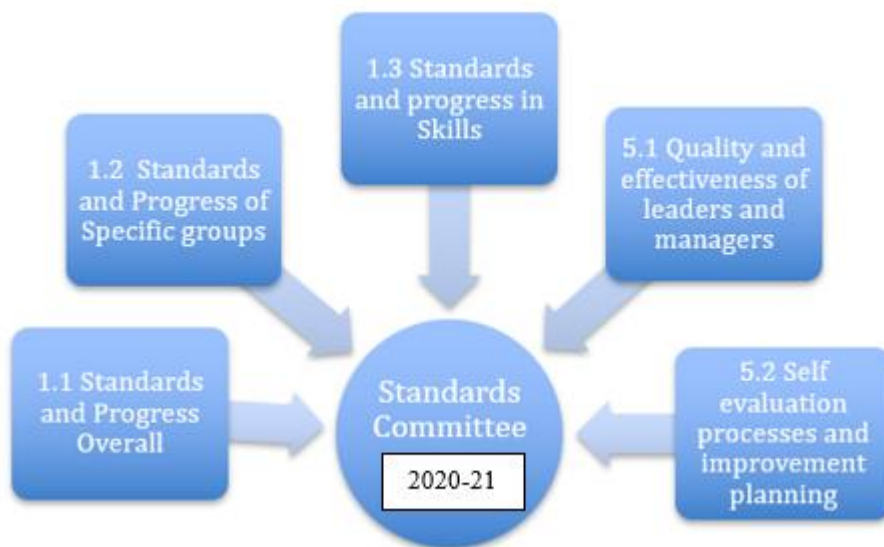 1.3 Standards
and progress in
Skills
1.2 Standards
and Progress of
Specific groups
5.1 Quality and
effectiveness of
leaders and
managers
1.1 Standards
and Progress
Overall
Standards
Committee
2020-21
5.2 Self
evaluation
processes and
improvement
planning